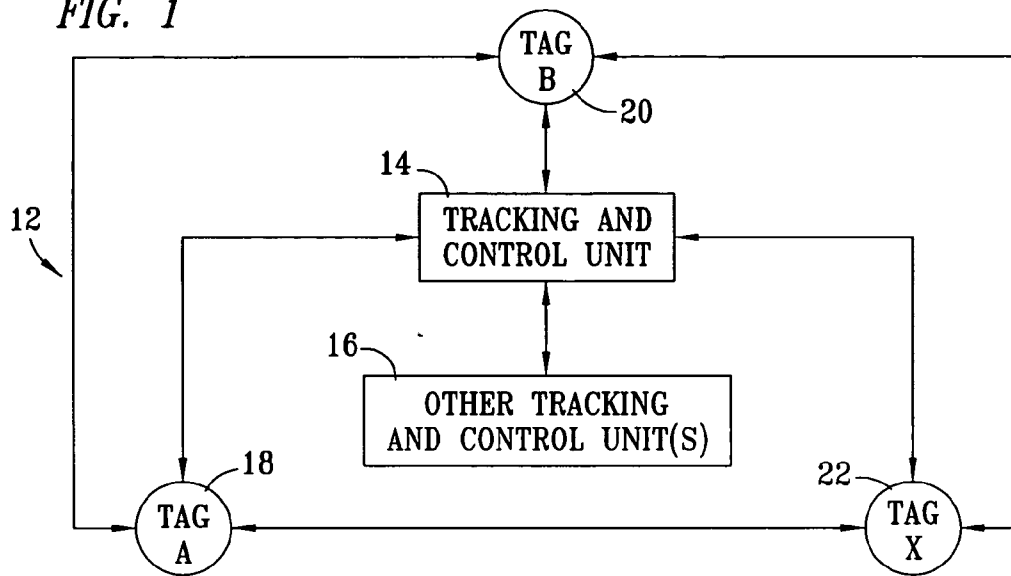 FIG. 1
TAG
B
20
14
TRACKING AND
CONTROL UNIT
12
16
OTHER TRACKING
AND CONTROL UNIT(S)
18
TAG
A
22
TAG
X